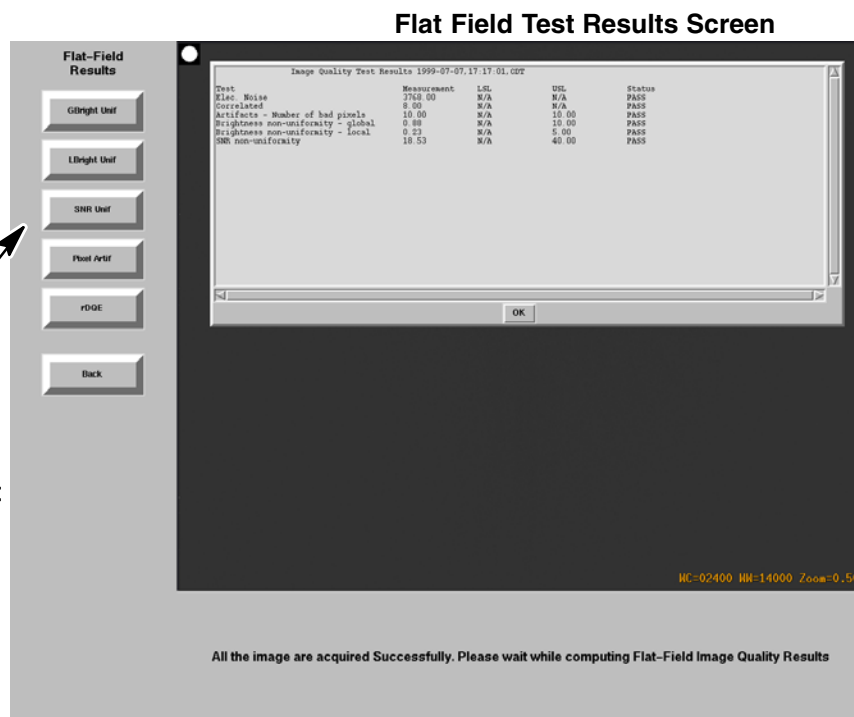 Flat Field Test Results Screen
Flat–Field
Results
GBright Unif
LBright Unif
SNR Unif
Pixel Artif
rDQE
Back
Image Quality Test Results 1999-07-07,17:17:01,CDT
Test Measurement LSL USL Status
Elec. Noise 3768.00 N/A N/A PASS
Correlated 8.00 N/A N/A PASS
Artifacts - Number of bad pixels 10.00 N/A 10.00 PASS
Brightness non-uniformity - global 0.88 N/A 10.00 PASS
Brightness non-uniformity - local 0.23 N/A 5.00 PASS
SNR non-uniformity 18.53 N/A 40.00 PASS
OK
WC=02400 WW=14000 Zoom=0.5
All the image are acquired Successfully. Please wait while computing Flat–Field Image Quality Results